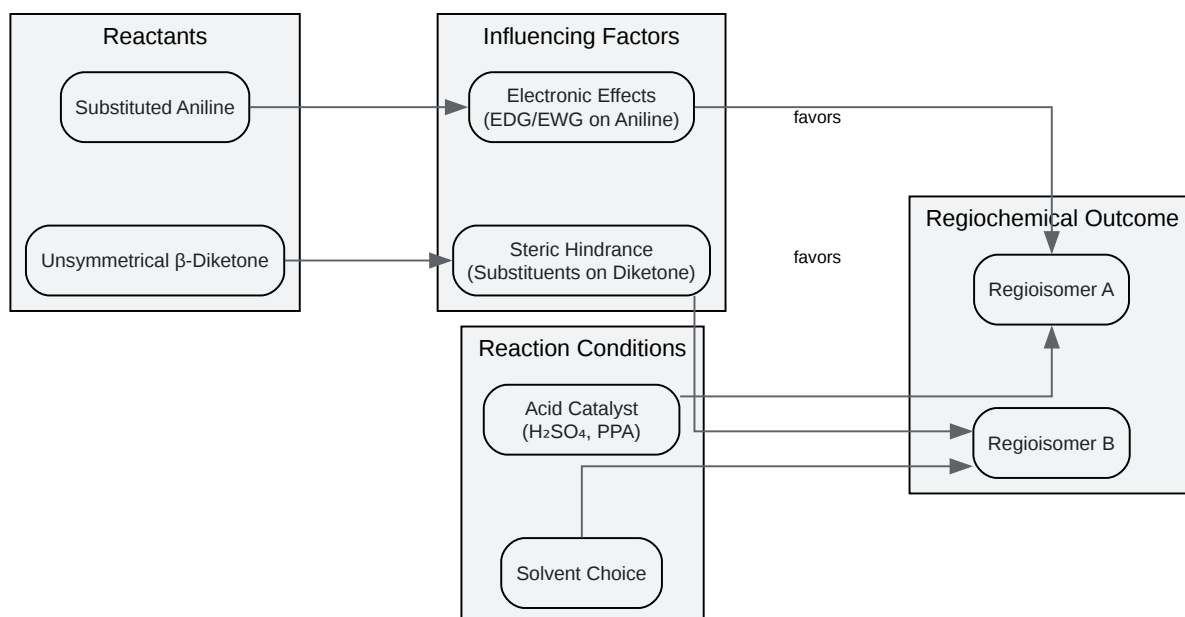 Reactants
Substituted Aniline
Unsymmetrical β-Diketone
Influencing Factors
Electronic Effects
(EDG/EWG on Aniline)
Steric Hindrance
(Substituents on Diketone)
favors
favors
Reaction Conditions
Acid Catalyst
(H₂SO₄, PPA)
Solvent Choice
Regiochemical Outcome
Regioisomer A
Regioisomer B